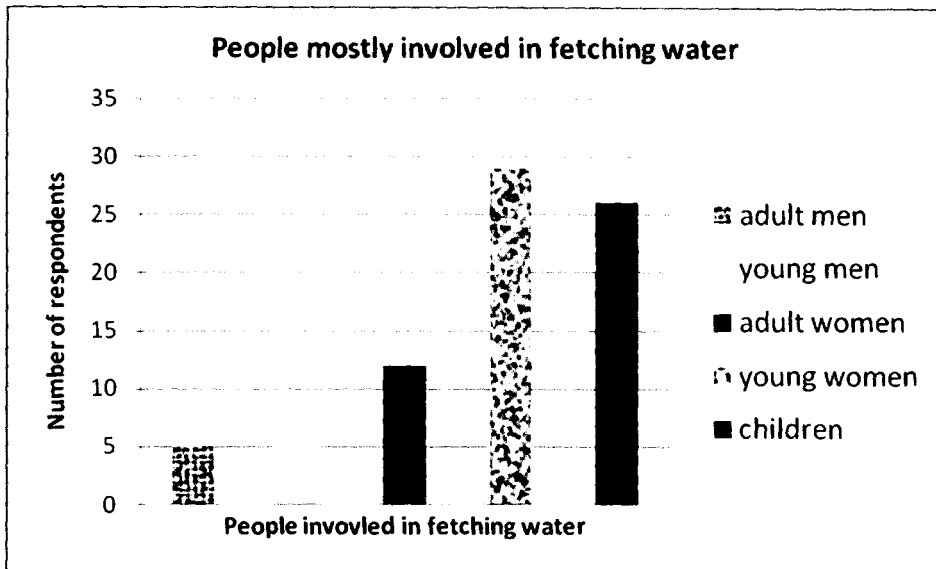 People mostly involved in fetching water
35
30
25
20
15
10
5
0
Number of respondents
People invovled in fetching water
adult men
young men
adult women
young women
children